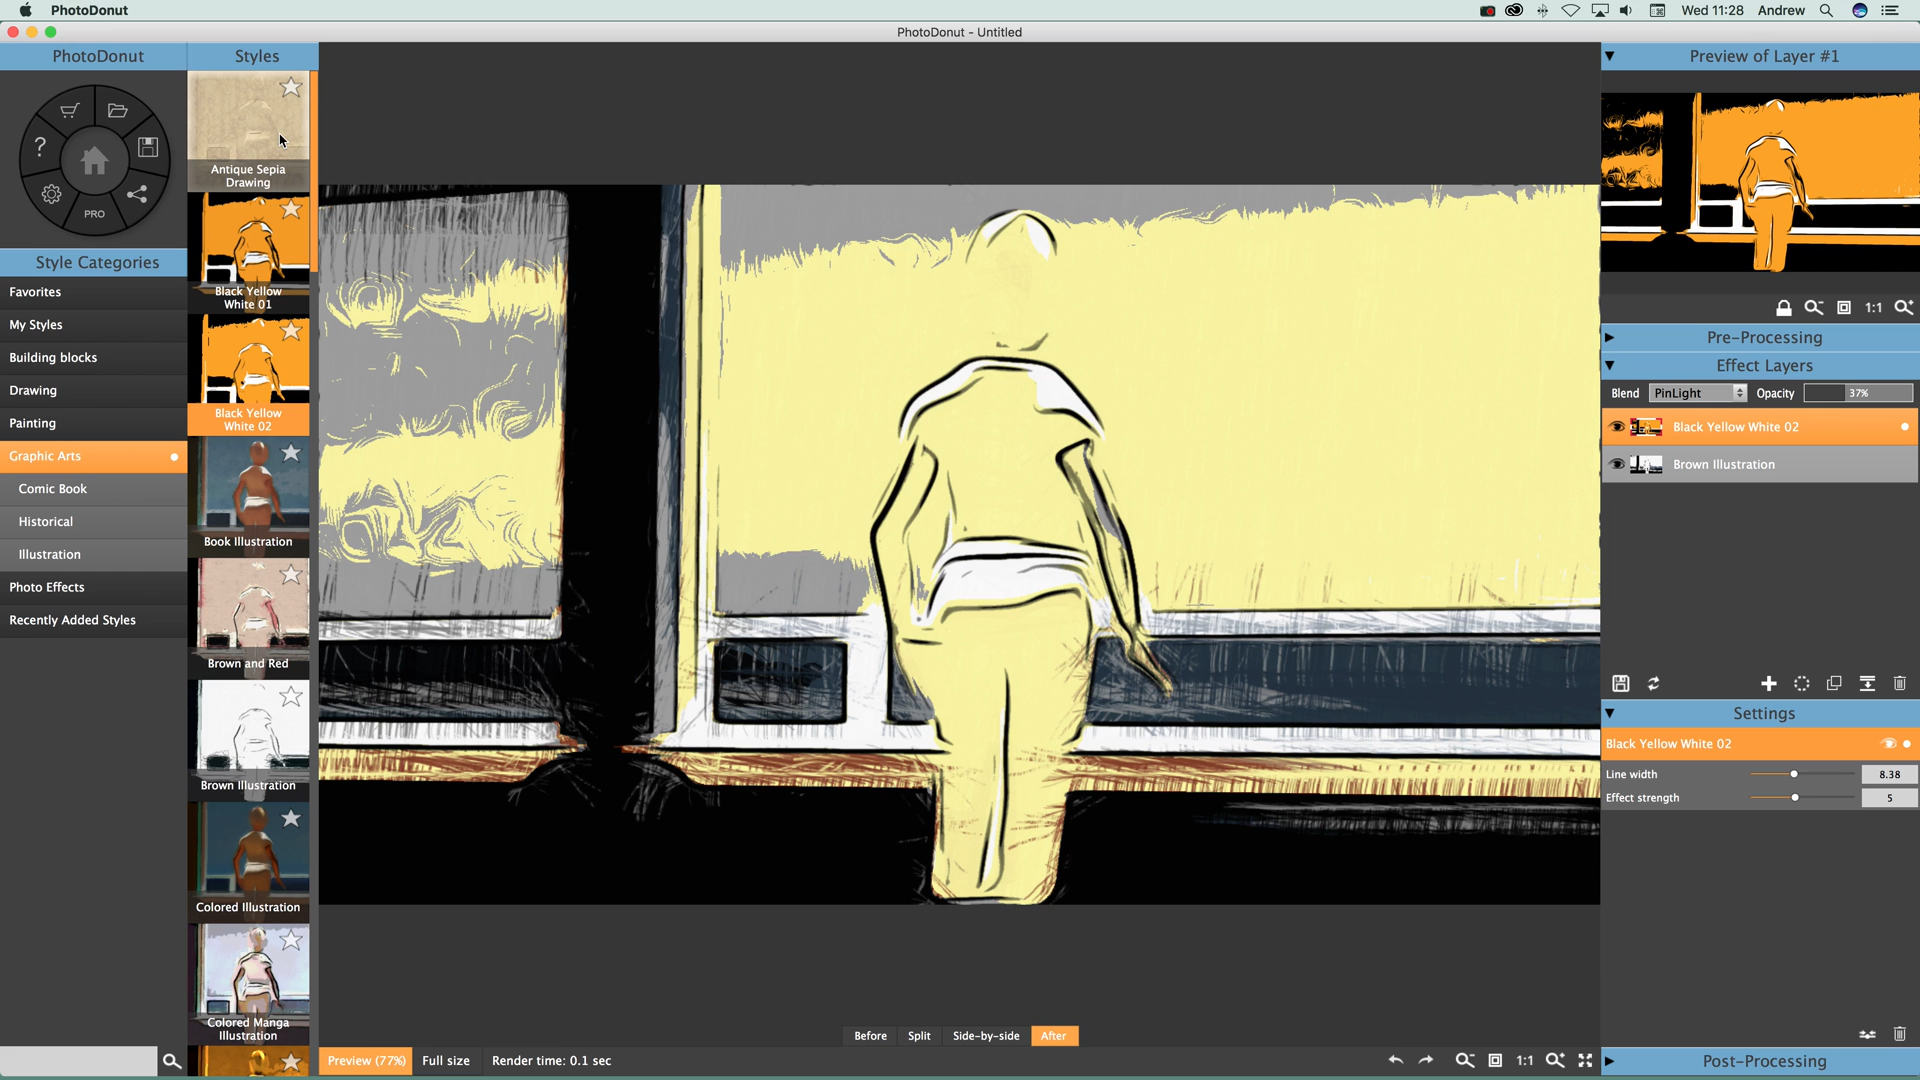 PhotoDonut
Wed 11:28
Andrew
PhotoDonut - Untitled
PhotoDonut
?
PRO
Style Categories
Favorites
My Styles
Building blocks
Drawing
Painting
Graphic Arts
Comic Book
Historical
Illustration
Photo Effects
Recently Added Styles
Styles
Antique Sepia
Drawing
Black Yellow
White 01
Black Yellow
White 02
Book Illustration
Brown and Red
Brown Illustration
Colored Illustration
Colored Manga
Illustration
Before
Split
Side-by-side
After
Preview (77%)
Full size
Render time: 0.1 sec
1:1
Preview of Layer #1
1:1
Pre-Processing
Effect Layers
Blend
PinLight
Opacity
37%
Black Yellow White 02
Brown Illustration
Settings
Black Yellow White 02
Line width
8.38
Effect strength
5
Post-Processing